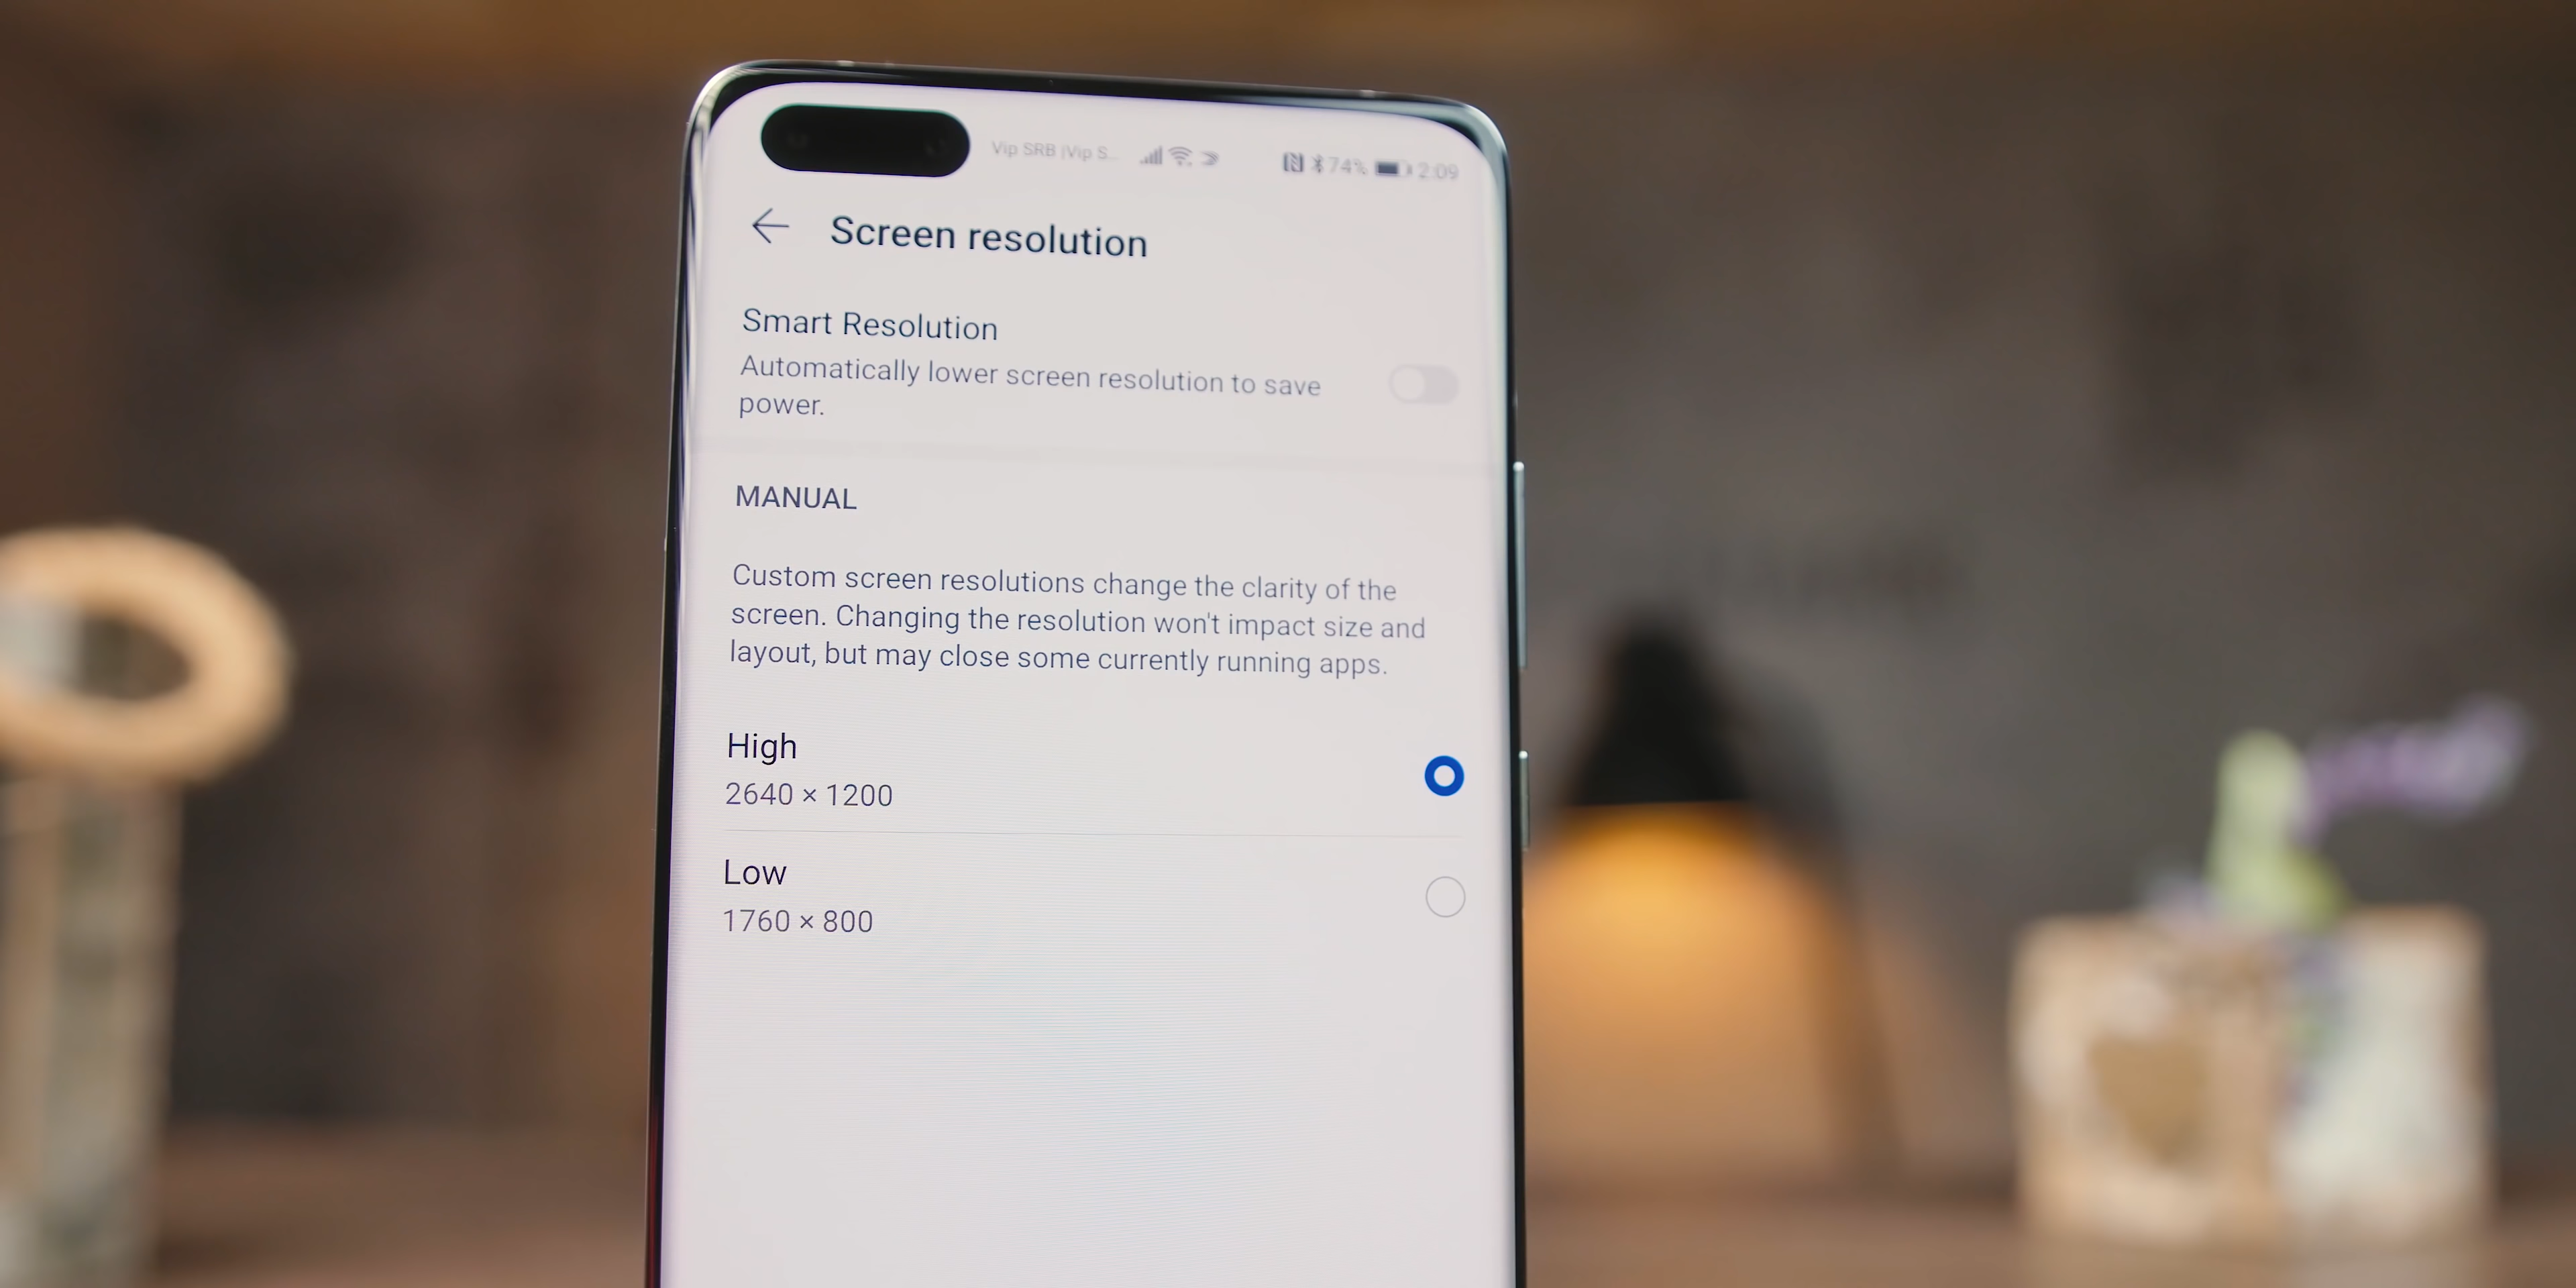 Vip SRB |Vip S... 74% 2:09
Screen resolution
Smart Resolution
Automatically lower screen resolution to save
power.
MANUAL
Custom screen resolutions change the clarity of the
screen. Changing the resolution won't impact size and
layout, but may close some currently running apps.
High
2640 × 1200
Low
1760 × 800